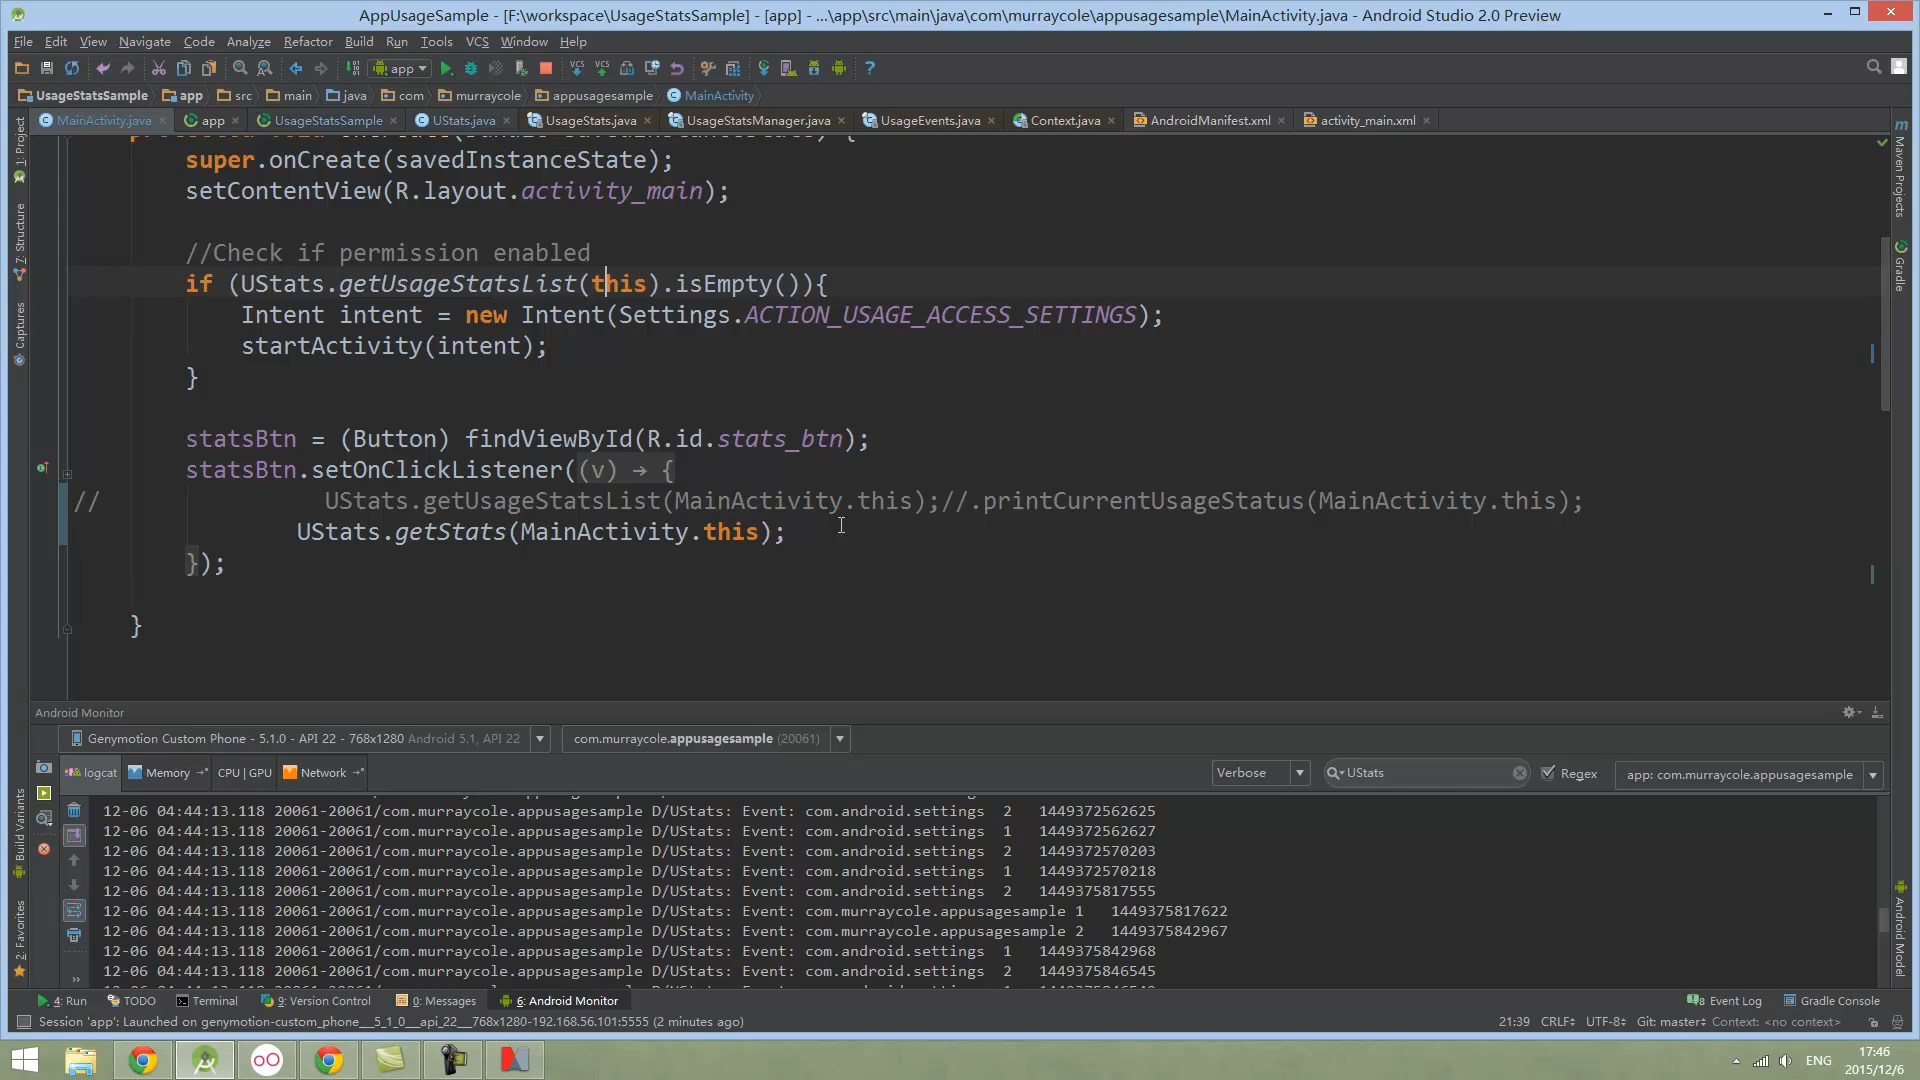 AppUsageSample - [F:\workspace\UsageStatsSample] - [app] - ...\app\src\main\java\com\murraycole\appusagesample\MainActivity.java - Android Studio 2.0 Preview
File Edit View Navigate Code Analyze Refactor Build Run Tools VCS Window Help
app
UsageStatsSample app src main java com murraycole appusagesample MainActivity
MainActivity.java app UsageStatsSample UStats.java UsageStats.java UsageStatsManager.java UsageEvents.java Context.java AndroidManifest.xml activity_main.xml
super.onCreate(savedInstanceState);
setContentView(R.layout.activity_main);
//Check if permission enabled
if (UStats.getUsageStatsList(this).isEmpty()){
Intent intent = new Intent(Settings.ACTION_USAGE_ACCESS_SETTINGS);
startActivity(intent);
}
statsBtn = (Button) findViewById(R.id.stats_btn);
statsBtn.setOnClickListener((v) → {
// UStats.getUsageStatsList(MainActivity.this);//.printCurrentUsageStatus(MainActivity.this);
UStats.getStats(MainActivity.this);
});
}
1: Project
7: Structure
Captures
Build Variants
2: Favorites
Maven Projects
Gradle
Android Model
Android Monitor
Genymotion Custom Phone - 5.1.0 - API 22 - 768x1280 Android 5.1, API 22 com.murraycole.appusagesample (20061)
logcat Memory CPU | GPU Network Verbose UStats Regex app: com.murraycole.appusagesample
12-06 04:44:13.118 20061-20061/com.murraycole.appusagesample D/UStats: Event: com.android.settings 2 1449372562625
12-06 04:44:13.118 20061-20061/com.murraycole.appusagesample D/UStats: Event: com.android.settings 1 1449372562627
12-06 04:44:13.118 20061-20061/com.murraycole.appusagesample D/UStats: Event: com.android.settings 2 1449372570203
12-06 04:44:13.118 20061-20061/com.murraycole.appusagesample D/UStats: Event: com.android.settings 1 1449372570218
12-06 04:44:13.118 20061-20061/com.murraycole.appusagesample D/UStats: Event: com.android.settings 2 1449375817555
12-06 04:44:13.118 20061-20061/com.murraycole.appusagesample D/UStats: Event: com.murraycole.appusagesample 1 1449375817622
12-06 04:44:13.118 20061-20061/com.murraycole.appusagesample D/UStats: Event: com.murraycole.appusagesample 2 1449375842967
12-06 04:44:13.118 20061-20061/com.murraycole.appusagesample D/UStats: Event: com.android.settings 1 1449375842968
12-06 04:44:13.118 20061-20061/com.murraycole.appusagesample D/UStats: Event: com.android.settings 2 1449375846545
4: Run TODO Terminal 9: Version Control 0: Messages 6: Android Monitor Event Log Gradle Console
Session 'app': Launched on genymotion-custom_phone__5_1_0__api_22__768x1280-192.168.56.101:5555 (2 minutes ago) 21:39 CRLF UTF-8 Git: master Context: <no context>
ENG 17:46
2015/12/6